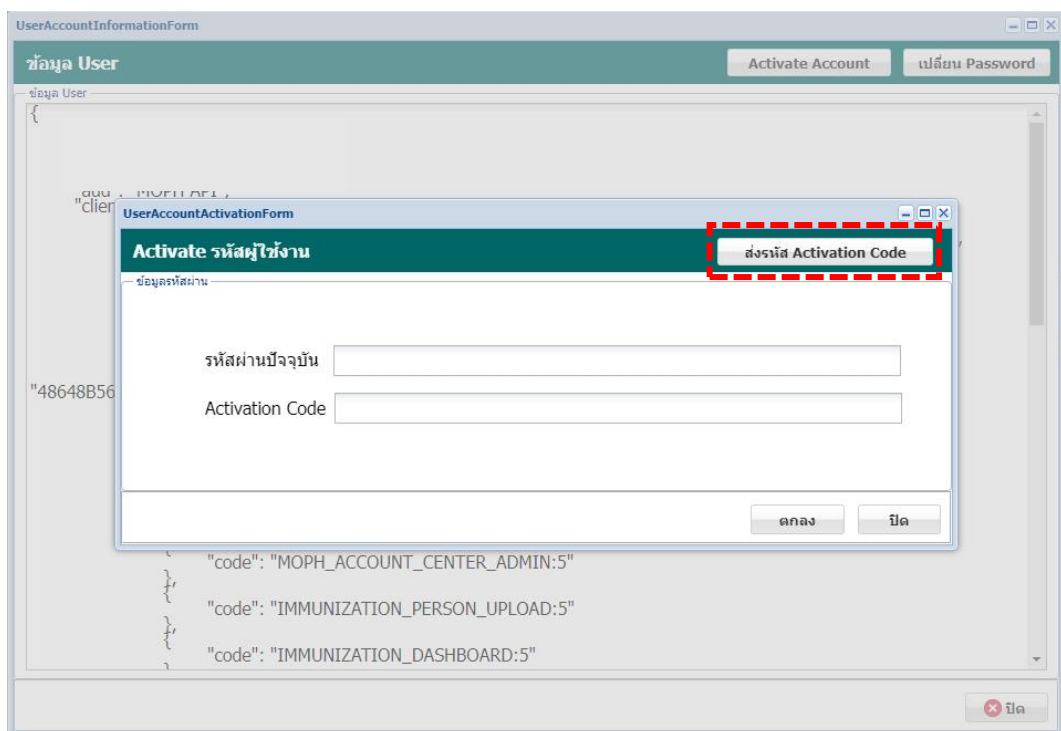 UserAccountInformationForm
ข้อมูล User
Activate Account
เปลี่ยน Password
ข้อมูล User
{
"aud": "MOPH API",
"clien
UserAccountActivationForm
Activate รหัสผู้ใช้งาน
ส่งรหัส Activation Code
ข้อมูลรหัสผ่าน
รหัสผ่านปัจจุบัน
"48648B56
Activation Code
ตกลง
ปิด
{
"code": "MOPH_ACCOUNT_CENTER_ADMIN:5"
},
{
"code": "IMMUNIZATION_PERSON_UPLOAD:5"
},
{
"code": "IMMUNIZATION_DASHBOARD:5"
}
ปิด